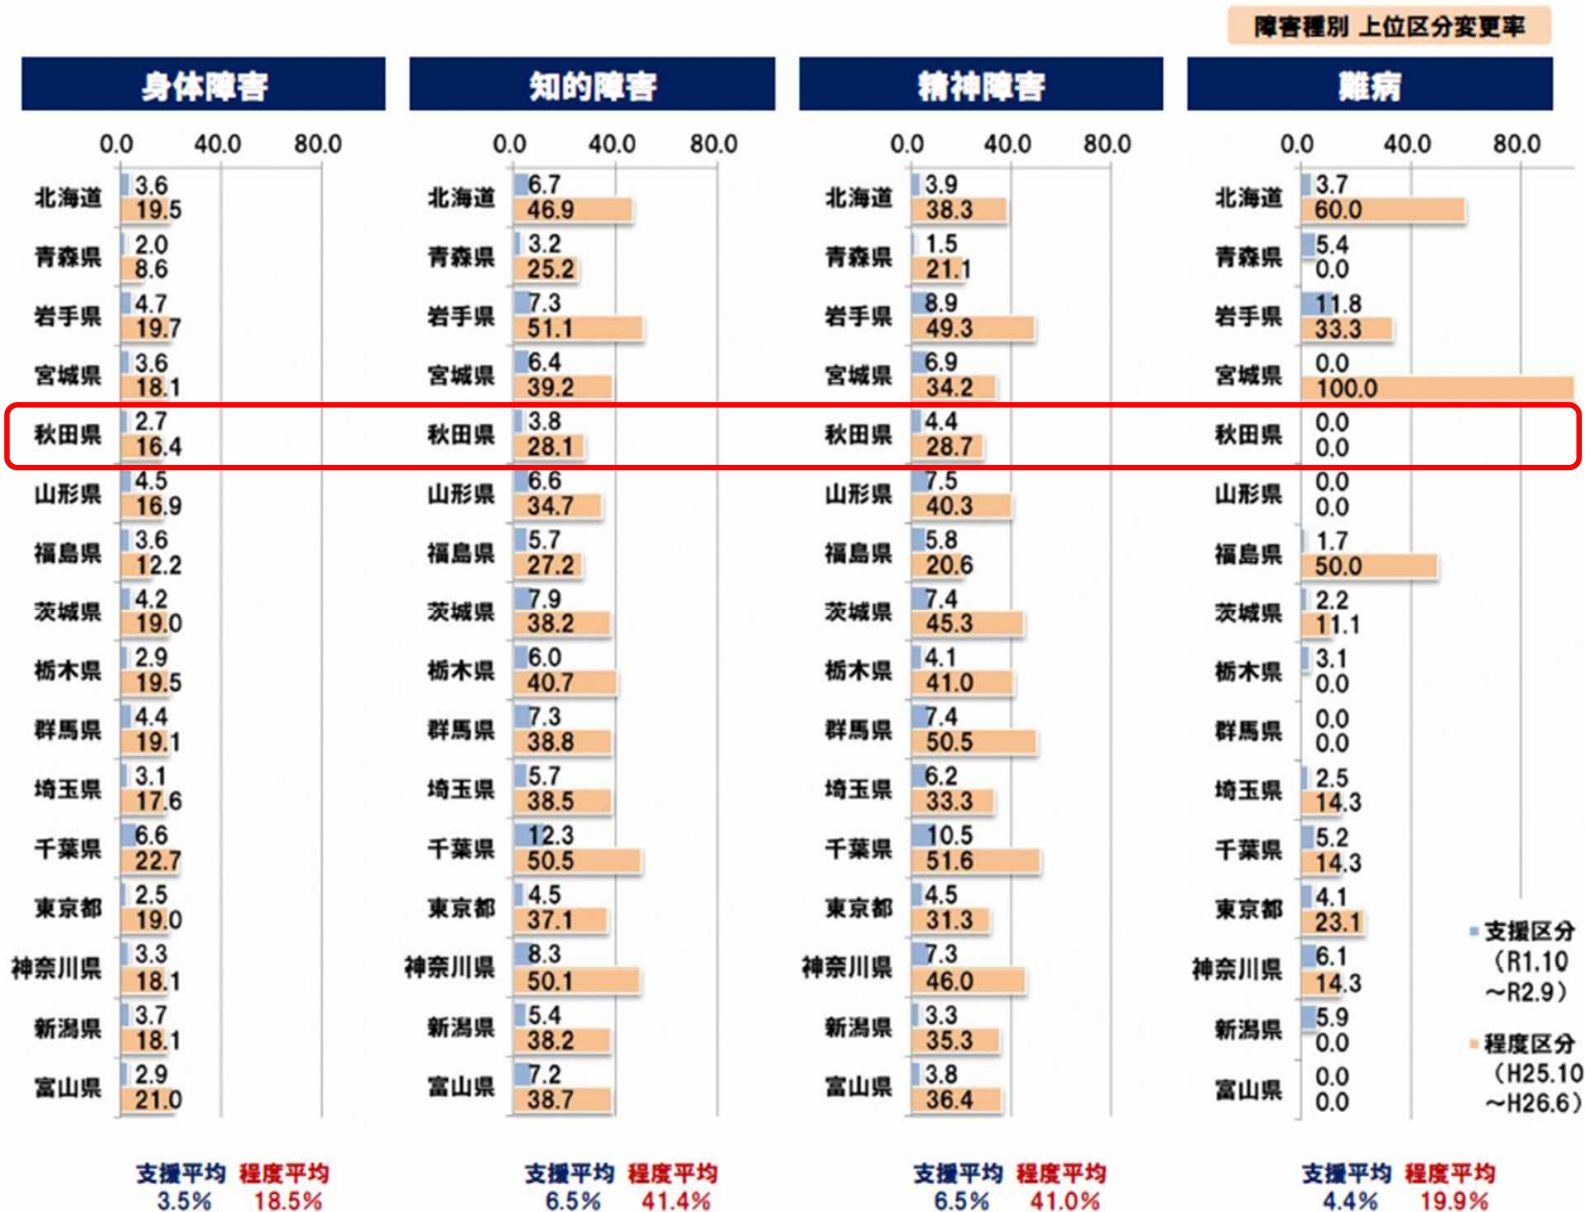 障害種別 上位区分変更率
身体障害
0.0 40.0 80.0
北海道 3.6 19.5
青森県 2.0 8.6
岩手県 4.7 19.7
宮城県 3.6 18.1
秋田県 2.7 16.4
山形県 4.5 16.9
福島県 3.6 12.2
茨城県 4.2 19.0
栃木県 2.9 19.5
群馬県 4.4 19.1
埼玉県 3.1 17.6
千葉県 6.6 22.7
東京都 2.5 19.0
神奈川県 3.3 18.1
新潟県 3.7 18.1
富山県 2.9 21.0
支援平均 程度平均
3.5% 18.5%
知的障害
0.0 40.0 80.0
北海道 6.7 46.9
青森県 3.2 25.2
岩手県 7.3 51.1
宮城県 6.4 39.2
秋田県 3.8 28.1
山形県 6.6 34.7
福島県 5.7 27.2
茨城県 7.9 38.2
栃木県 6.0 40.7
群馬県 7.3 38.8
埼玉県 5.7 38.5
千葉県 12.3 50.5
東京都 4.5 37.1
神奈川県 8.3 50.1
新潟県 5.4 38.2
富山県 7.2 38.7
支援平均 程度平均
6.5% 41.4%
精神障害
0.0 40.0 80.0
北海道 3.9 38.3
青森県 1.5 21.1
岩手県 8.9 49.3
宮城県 6.9 34.2
秋田県 4.4 28.7
山形県 7.5 40.3
福島県 5.8 20.6
茨城県 7.4 45.3
栃木県 4.1 41.0
群馬県 7.4 50.5
埼玉県 6.2 33.3
千葉県 10.5 51.6
東京都 4.5 31.3
神奈川県 7.3 46.0
新潟県 3.3 35.3
富山県 3.8 36.4
支援平均 程度平均
6.5% 41.0%
難病
0.0 40.0 80.0
北海道 3.7 60.0
青森県 5.4 0.0
岩手県 11.8 33.3
宮城県 0.0 100.0
秋田県 0.0 0.0
山形県 0.0 0.0
福島県 1.7 50.0
茨城県 2.2 11.1
栃木県 3.1 0.0
群馬県 0.0 0.0
埼玉県 2.5 14.3
千葉県 5.2 14.3
東京都 4.1 23.1
神奈川県 6.1 14.3
新潟県 5.9 0.0
富山県 0.0 0.0
支援平均 程度平均
4.4% 19.9%
支援区分
（R1.10
～R2.9）
程度区分
（H25.10
～H26.6）